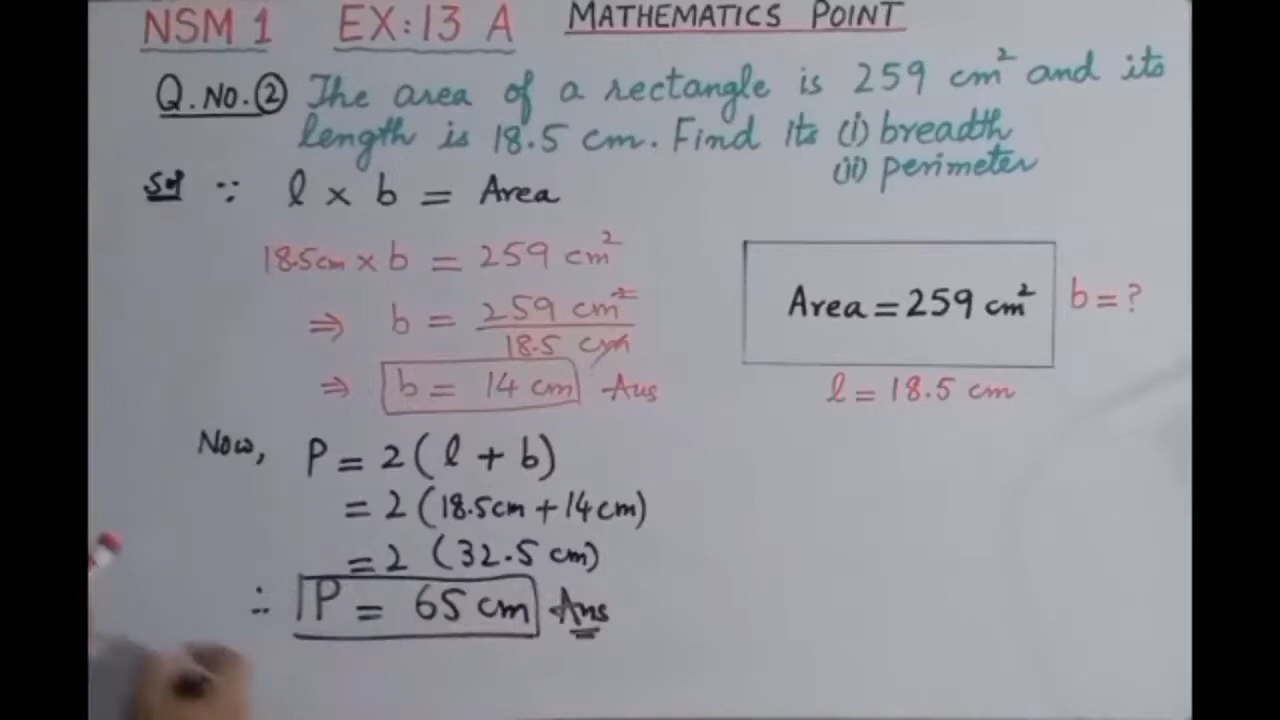 NSM 1 EX:13 A MATHEMATICS POINT
Q.NO.② The area of a rectangle is 259 cm² and its
length is 18.5 cm. Find its (i) breadth
(ii) perimeter
Sol ∵ l × b = Area
18.5cm × b = 259 cm²
⇒ b = 259 cm² / 18.5 cm
⇒ b = 14 cm Ans
Area = 259 cm² b = ?
l = 18.5 cm
Now, P = 2 ( l + b)
= 2 (18.5cm + 14cm)
= 2 (32.5 cm)
∴ P = 65 cm Ans